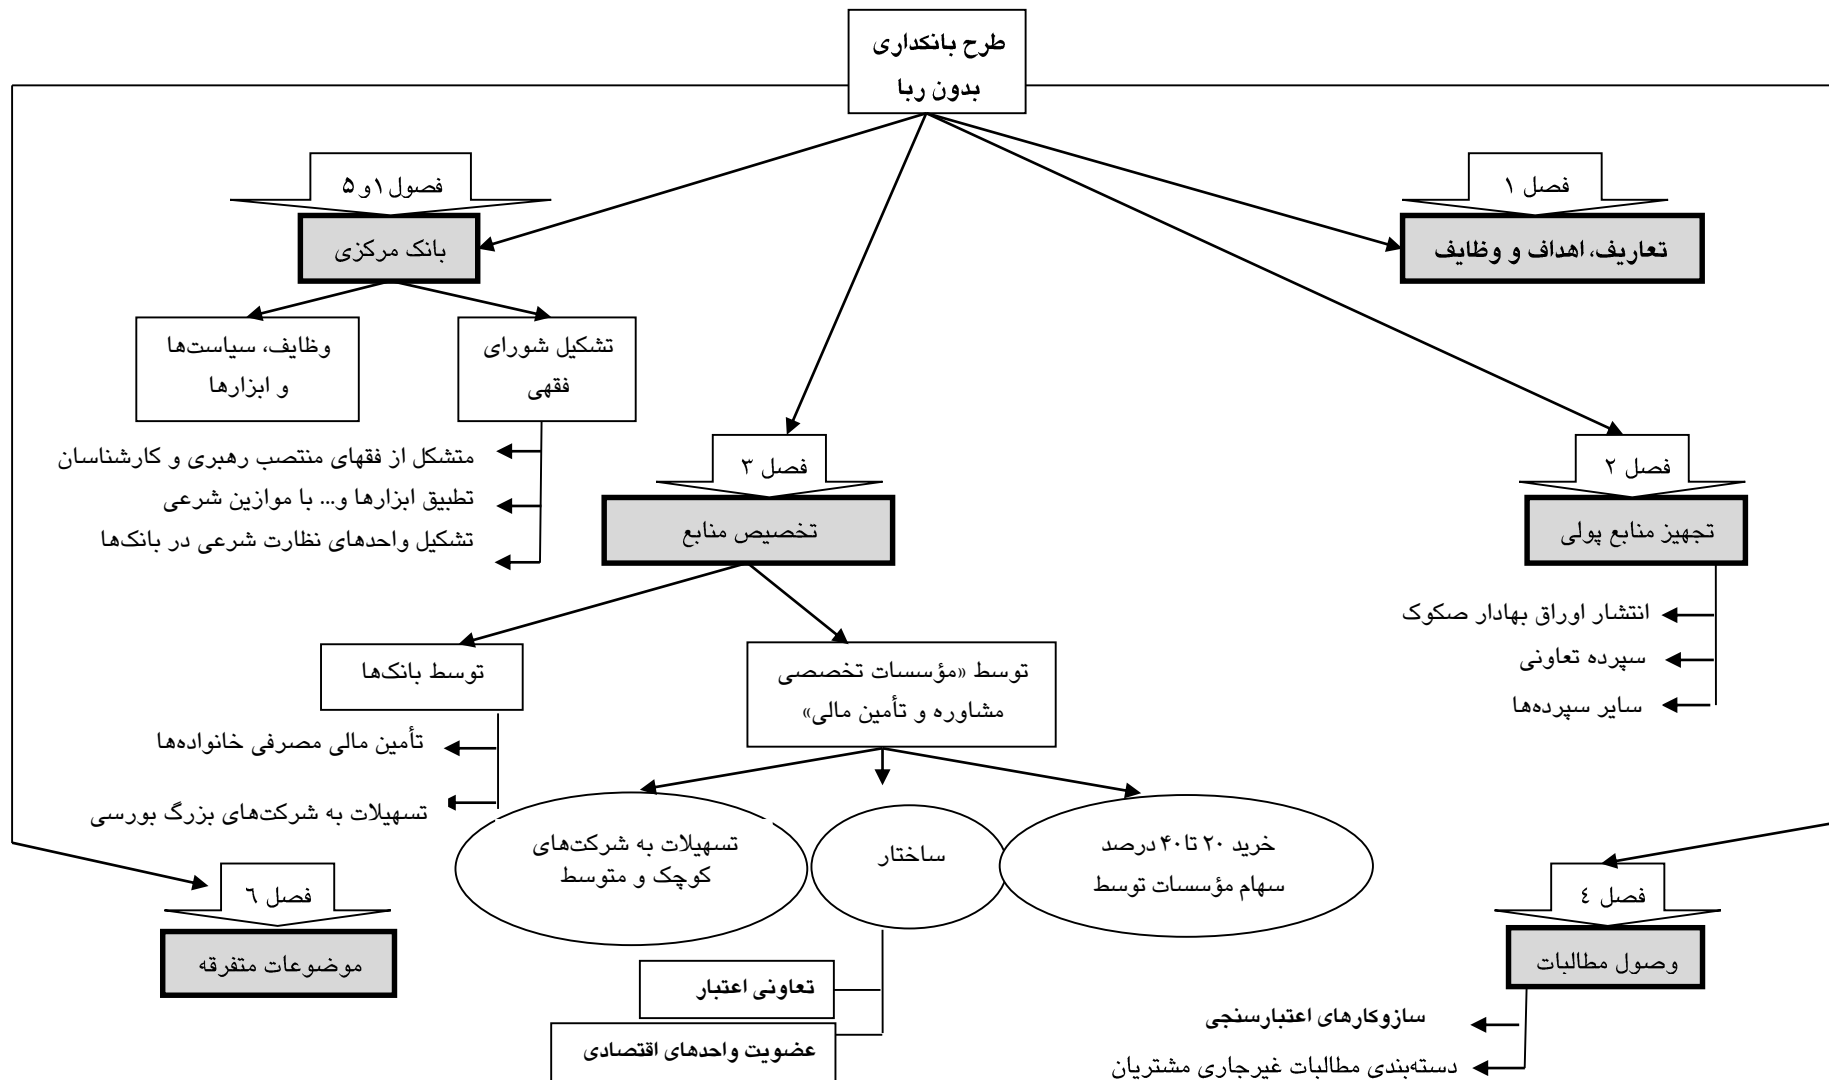 طرح بانکداری
بدون ربا
فصل ۱
تعاریف، اهداف و وظایف
فصول ۱و ۵
بانک مرکزی
تشکیل شورای
فقهی
وظایف، سیاست‌ها
و ابزارها
متشکل از فقهای منتصب رهبری و کارشناسان
تطبیق ابزارها و... با موازین شرعی
تشکیل واحدهای نظارت شرعی در بانک‌ها
فصل ۲
تجهیز منابع پولی
انتشار اوراق بهادار صکوک
سپرده تعاونی
سایر سپرده‌ها
فصل ۳
تخصیص منابع
توسط «مؤسسات تخصصی
مشاوره و تأمین مالی»
توسط بانک‌ها
تأمین مالی مصرفی خانواده‌ها
تسهیلات به شرکت‌های بزرگ بورسی
خرید ۲۰ تا۴۰ درصد
سهام مؤسسات توسط
ساختار
تسهیلات به شرکت‌های
کوچک و متوسط
تعاونی اعتبار
عضویت واحدهای اقتصادی
فصل ٤
وصول مطالبات
سازوکارهای اعتبارسنجی
دسته‌بندی مطالبات غیرجاری مشتریان
فصل ٦
موضوعات متفرقه